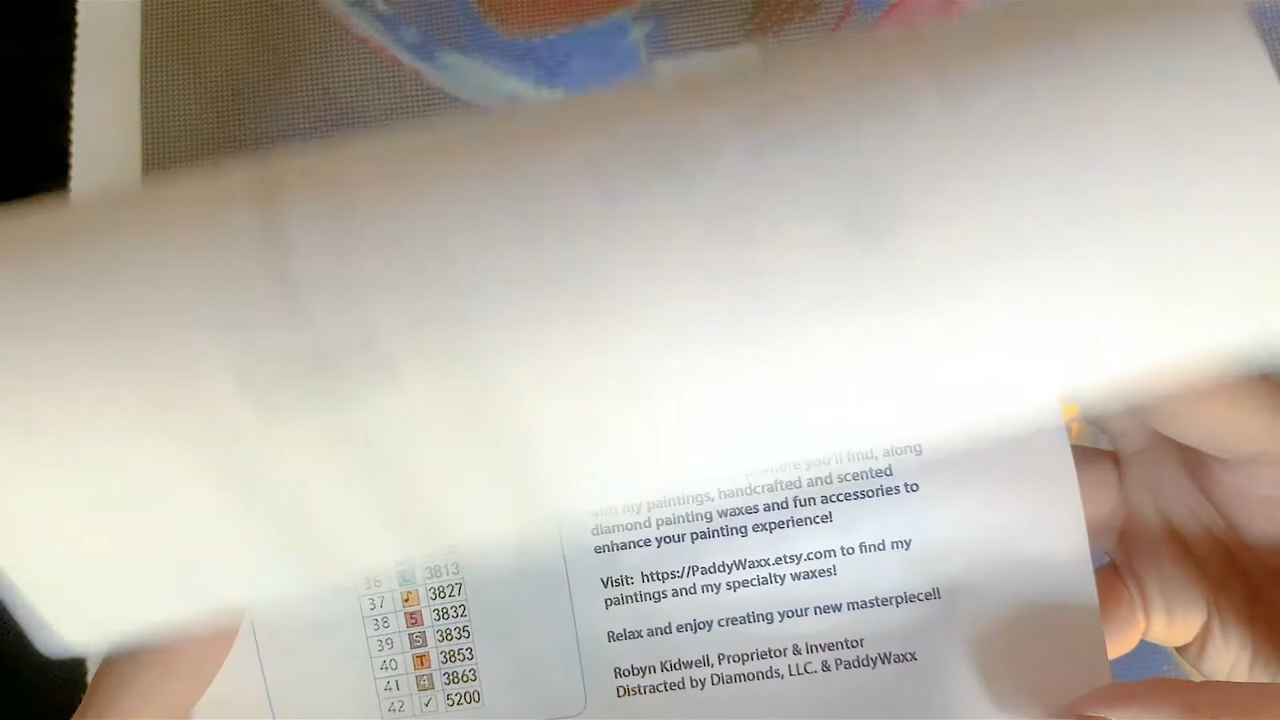 where you'll find, along
with my paintings, handcrafted and scented
diamond painting waxes and fun accessories to
enhance your painting experience!
Visit: https://PaddyWaxx.etsy.com to find my
paintings and my specialty waxes!
Relax and enjoy creating your new masterpiece!!
Robyn Kidwell, Proprietor & Inventor
Distracted by Diamonds, LLC. & PaddyWaxx
36 L 3813
37 ♪ 3827
38 5 3832
39 S 3835
40 T 3853
41 4 3863
42 ✓ 5200